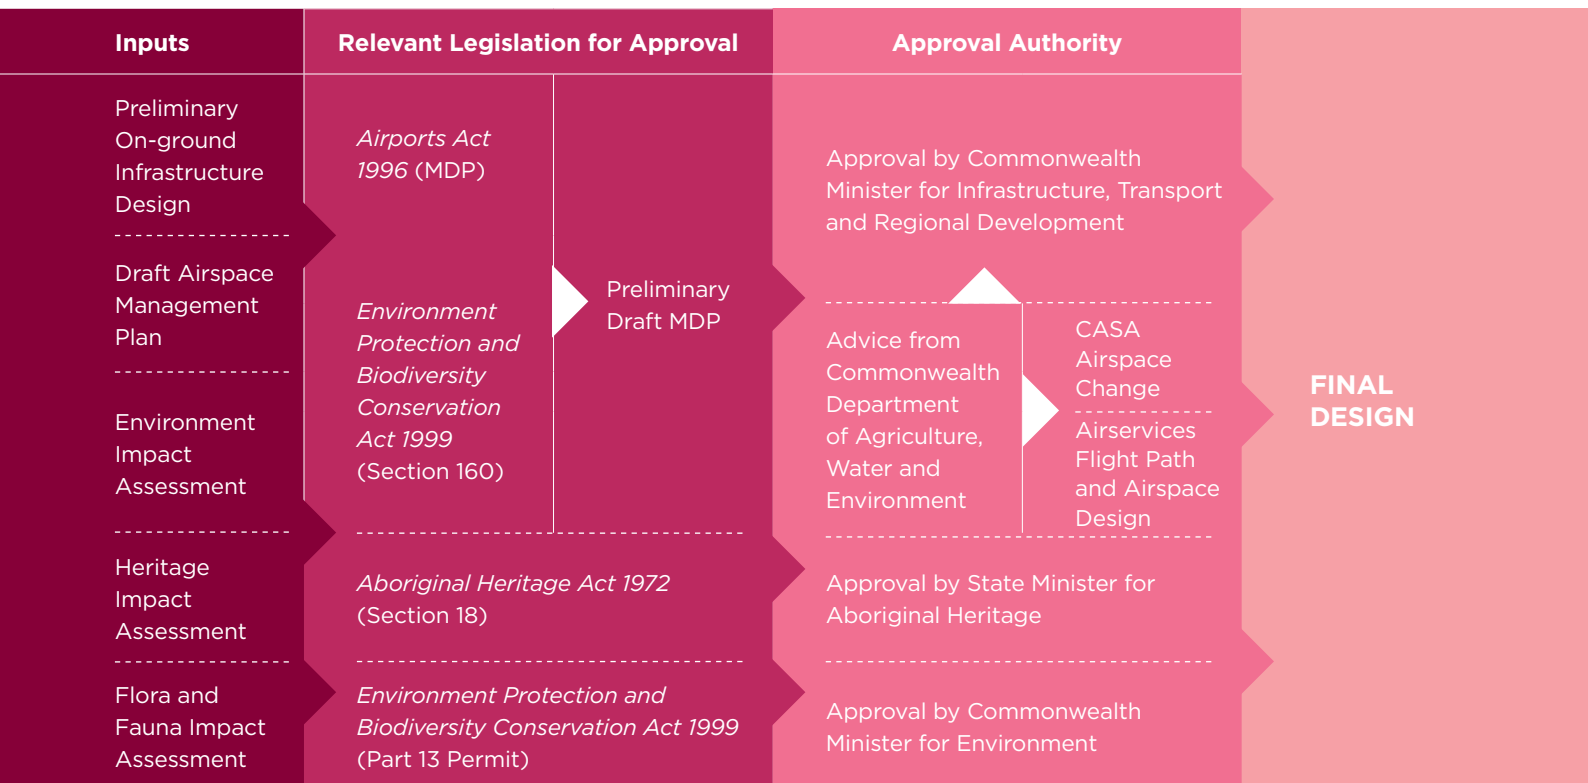 Inputs
Relevant Legislation for Approval
Approval Authority
Preliminary
On-ground
Infrastructure
Design
Draft Airspace
Management
Plan
Environment
Impact
Assessment
Heritage
Impact
Assessment
Flora and
Fauna Impact
Assessment
Airports Act
1996 (MDP)
Environment
Protection and
Biodiversity
Conservation
Act 1999
(Section 160)
Preliminary
Draft MDP
Aboriginal Heritage Act 1972
(Section 18)
Environment Protection and
Biodiversity Conservation Act 1999
(Part 13 Permit)
Approval by Commonwealth
Minister for Infrastructure, Transport
and Regional Development
Advice from
Commonwealth
Department
of Agriculture,
Water and
Environment
CASA
Airspace
Change
Airservices
Flight Path
and Airspace
Design
Approval by State Minister for
Aboriginal Heritage
Approval by Commonwealth
Minister for Environment
FINAL
DESIGN